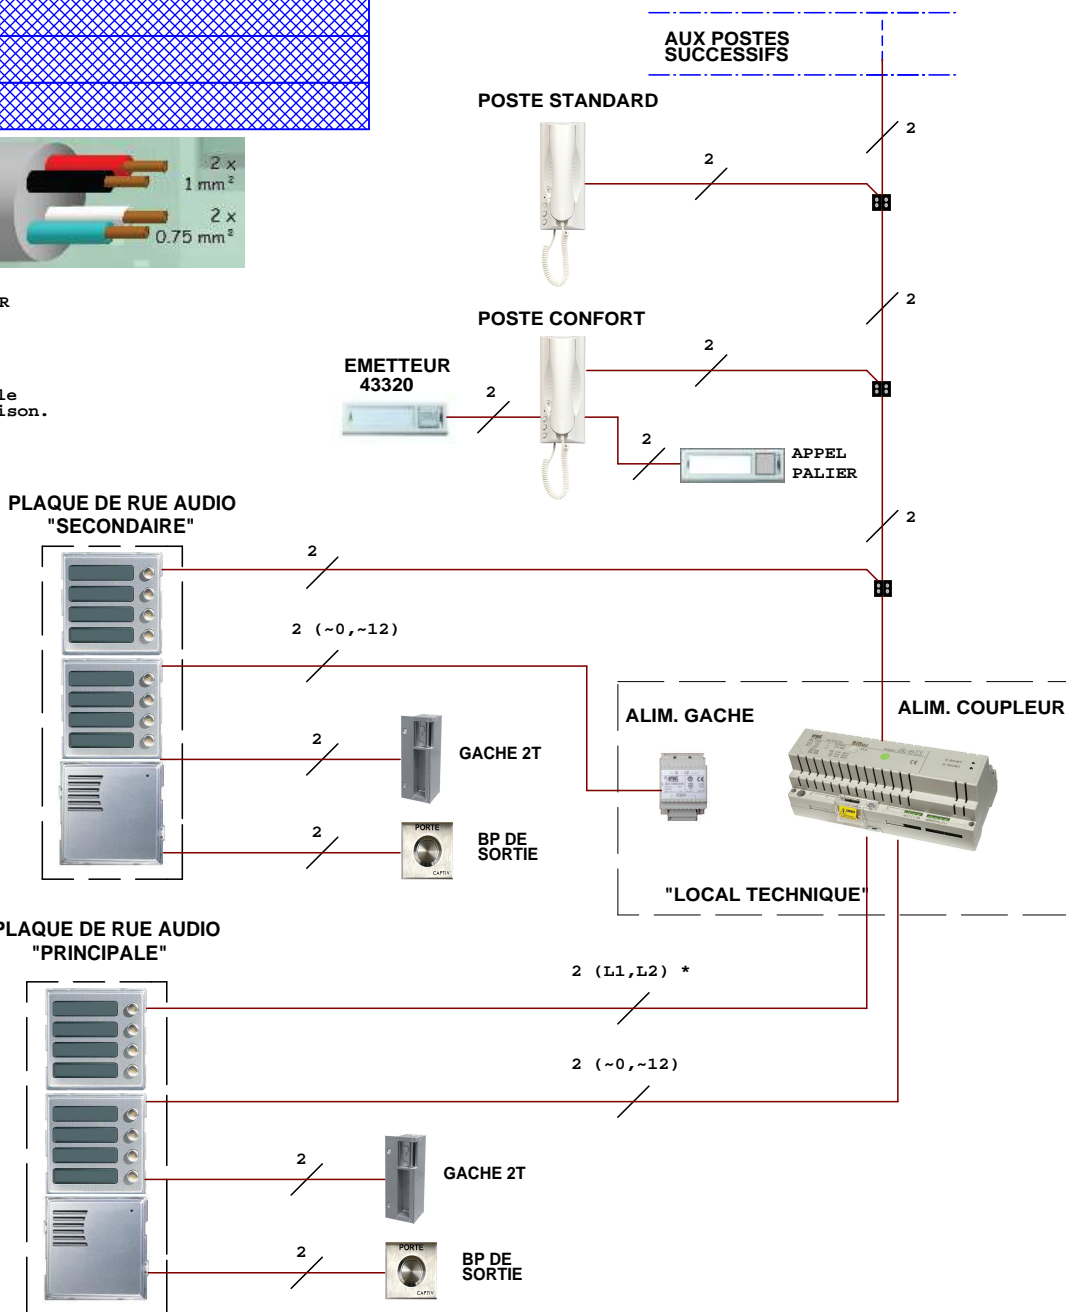 AUX POSTES
SUCCESSIFS
POSTE STANDARD
2
2
2 x
1 mm²
2 x
0.75 mm²
R
2
POSTE CONFORT
2
EMETTEUR
43320
2
le
ison.
2
APPEL
PALIER
PLAQUE DE RUE AUDIO
"SECONDAIRE"
2
2
2 (~0,~12)
ALIM. GACHE
ALIM. COUPLEUR
2
GACHE 2T
2
PORTE
CAPTIV
BP DE
SORTIE
"LOCAL TECHNIQUE"
PLAQUE DE RUE AUDIO
"PRINCIPALE"
2 (L1,L2) *
2 (~0,~12)
2
GACHE 2T
2
PORTE
CAPTIV
BP DE
SORTIE